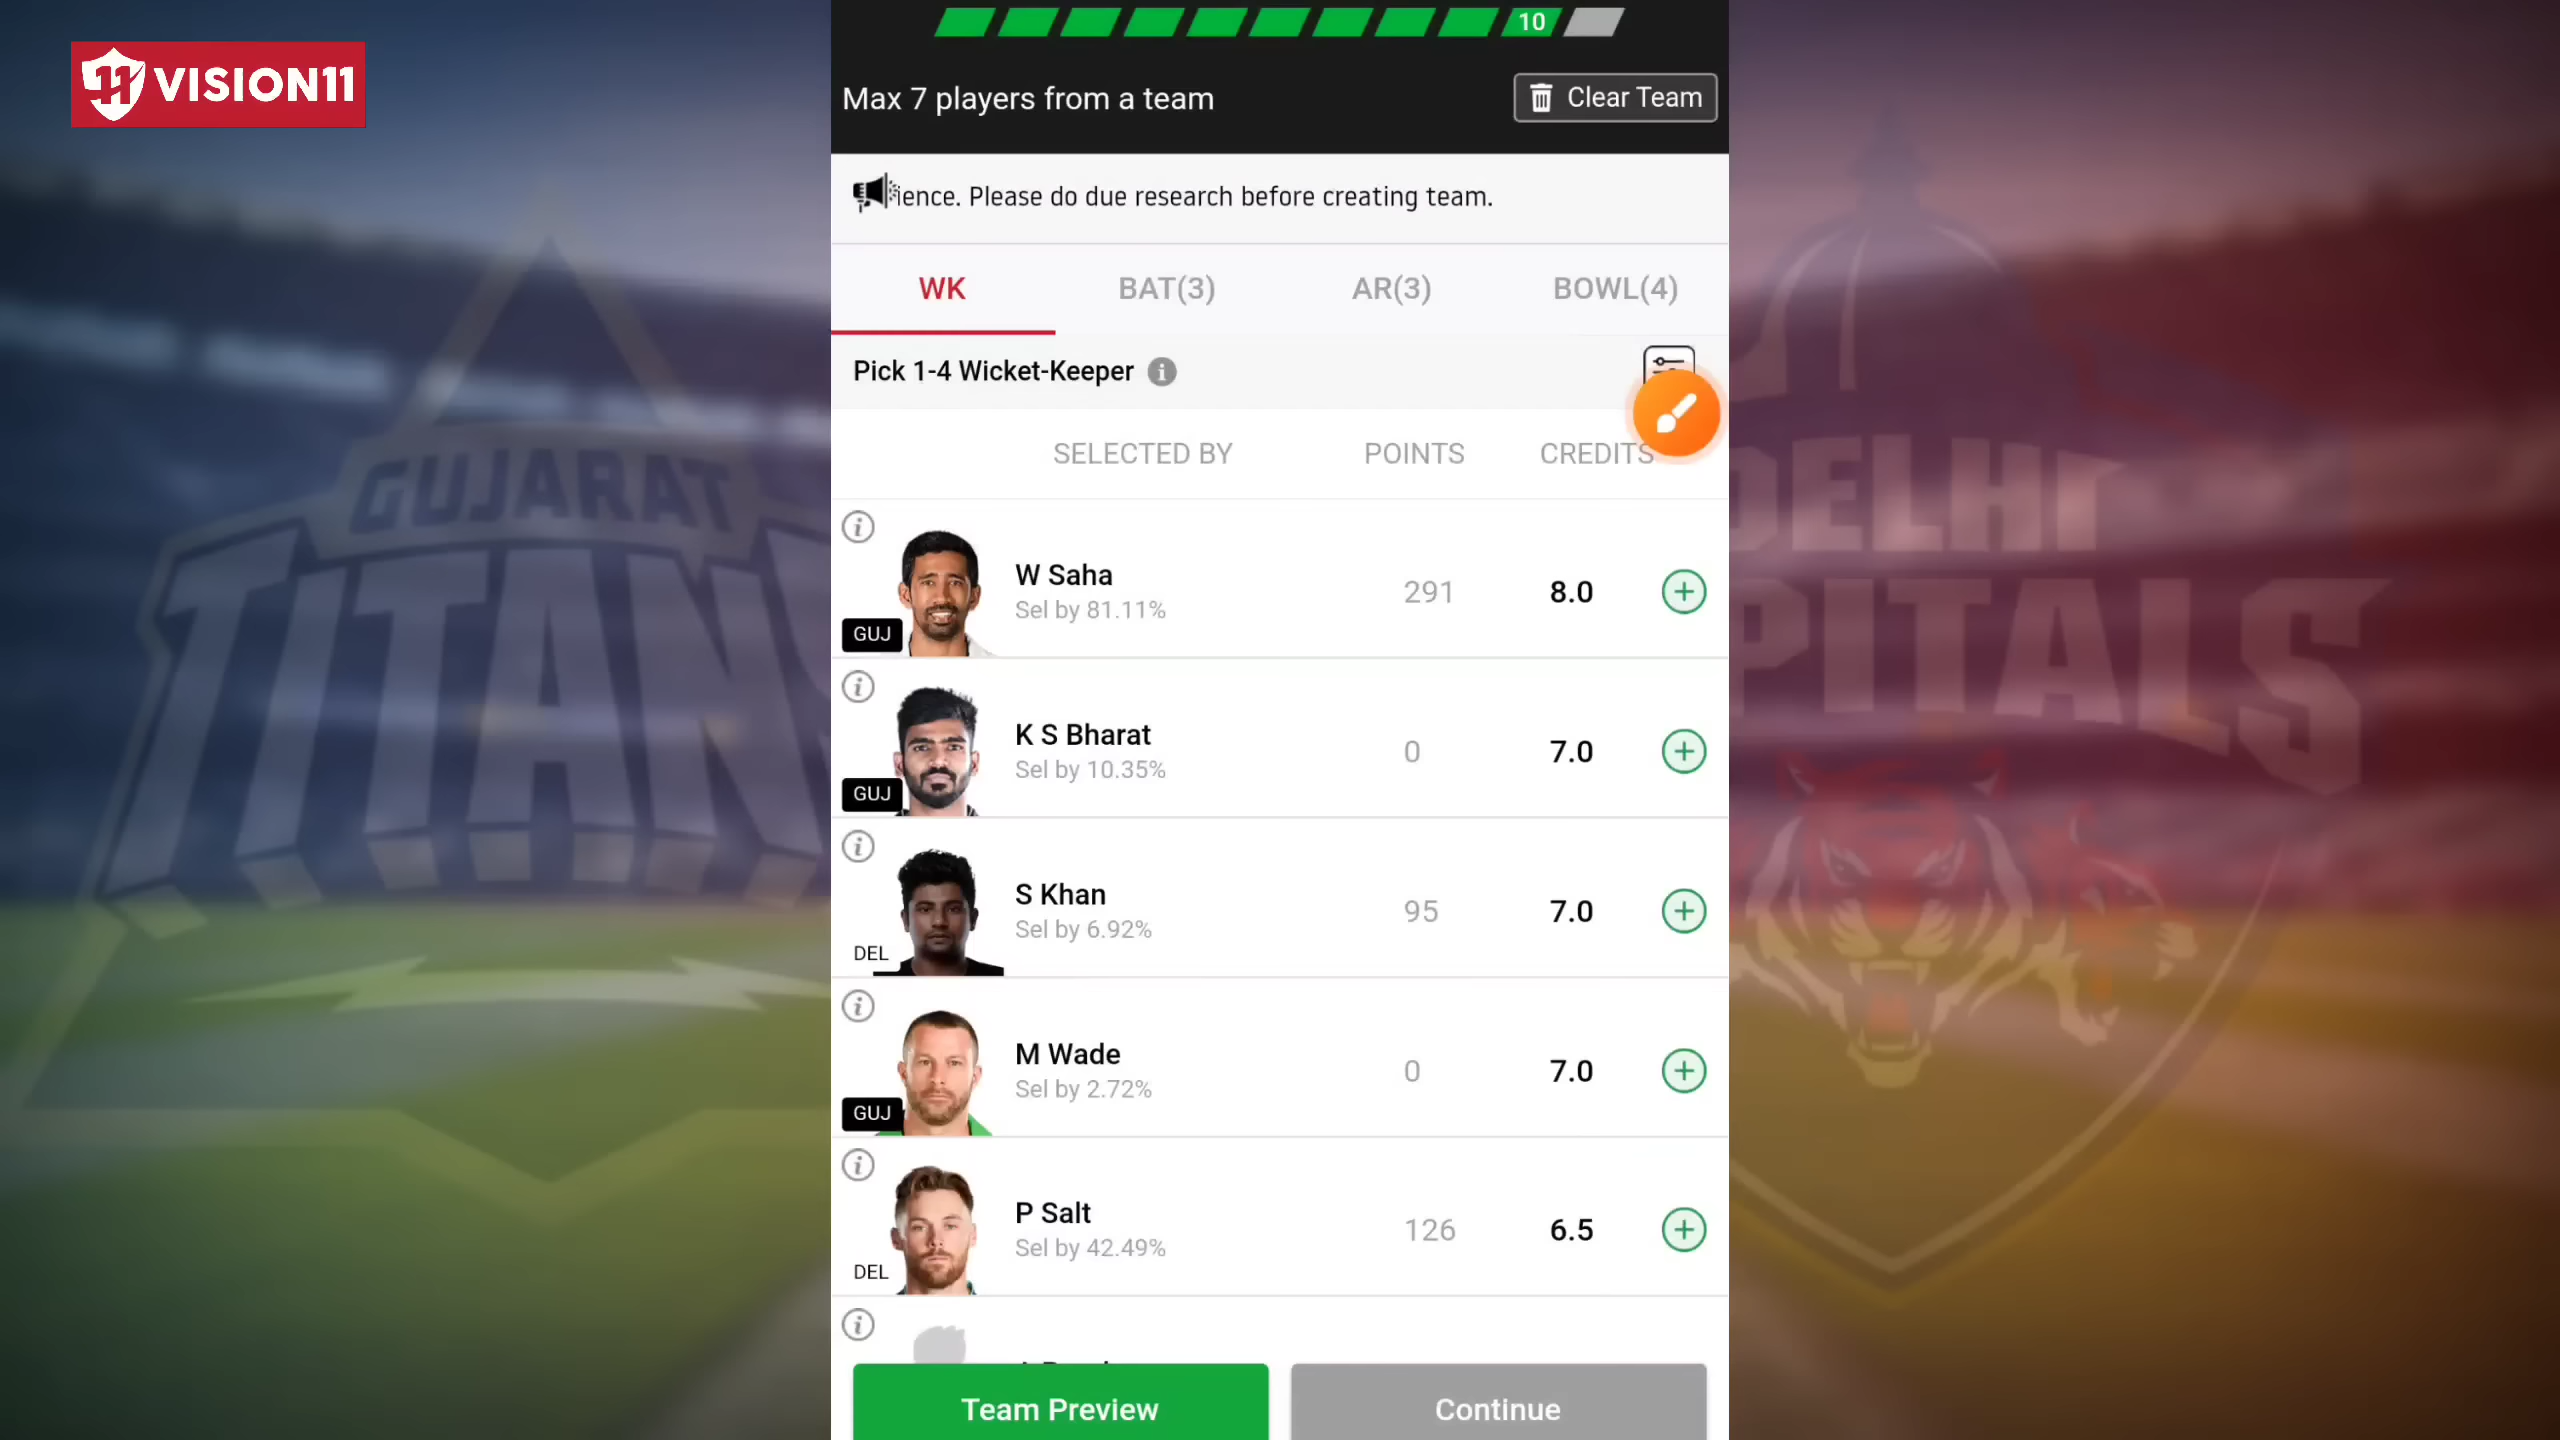 10
VISION11
Max 7 players from a team
Clear Team
ience. Please do due research before creating team.
WK BAT(3) AR(3) BOWL(4)
Pick 1-4 Wicket-Keeper
SELECTED BY POINTS CREDITS
W Saha
Sel by 81.11%
GUJ
291 8.0
K S Bharat
Sel by 10.35%
GUJ
0 7.0
S Khan
Sel by 6.92%
DEL
95 7.0
M Wade
Sel by 2.72%
GUJ
0 7.0
P Salt
Sel by 42.49%
DEL
126 6.5
Team Preview Continue
GUJARAT
TITANS
DELHI
CAPITALS